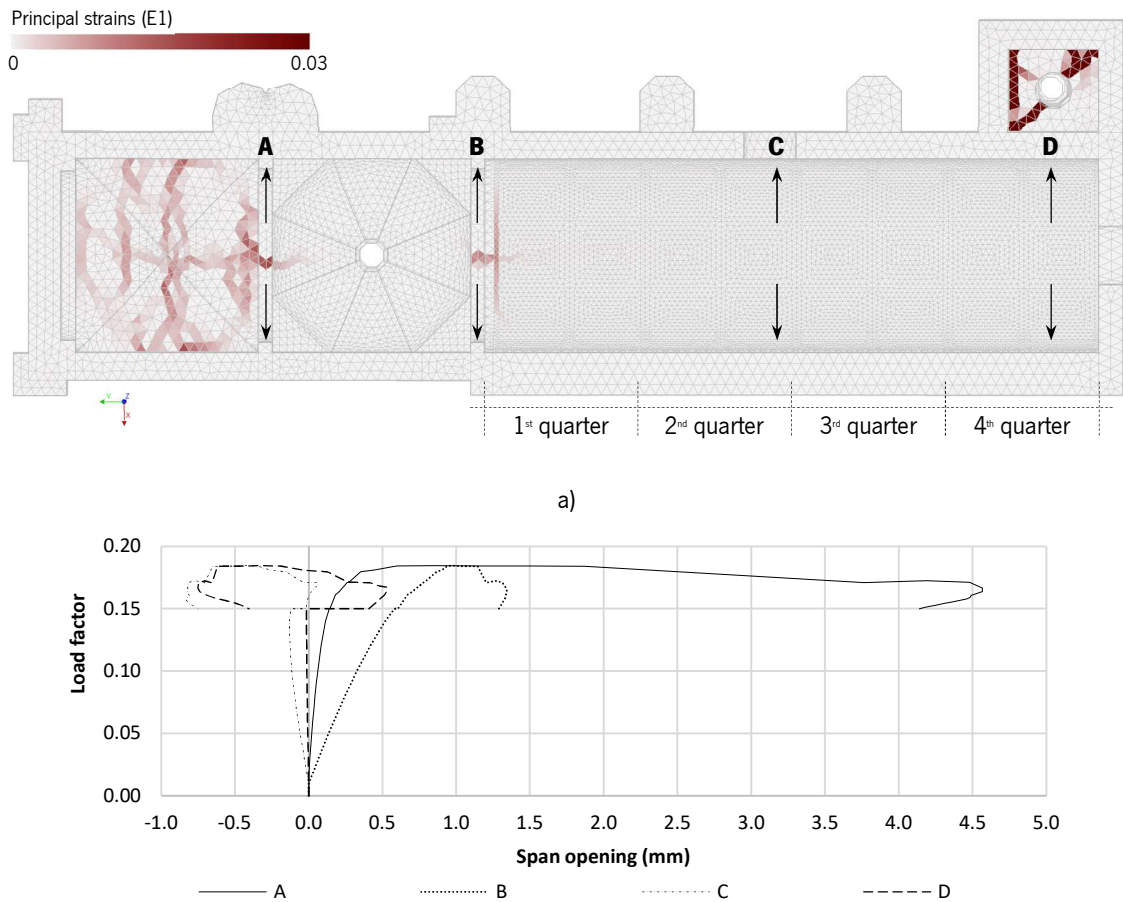 Principal strains (E1)
0 0.03
A B C D
Y Z X
1st quarter 2nd quarter 3rd quarter 4th quarter
a)
0.20
0.15
0.10
0.05
0.00
Load factor
-1.0 -0.5 0.0 0.5 1.0 1.5 2.0 2.5 3.0 3.5 4.0 4.5 5.0
Span opening (mm)
A B C D